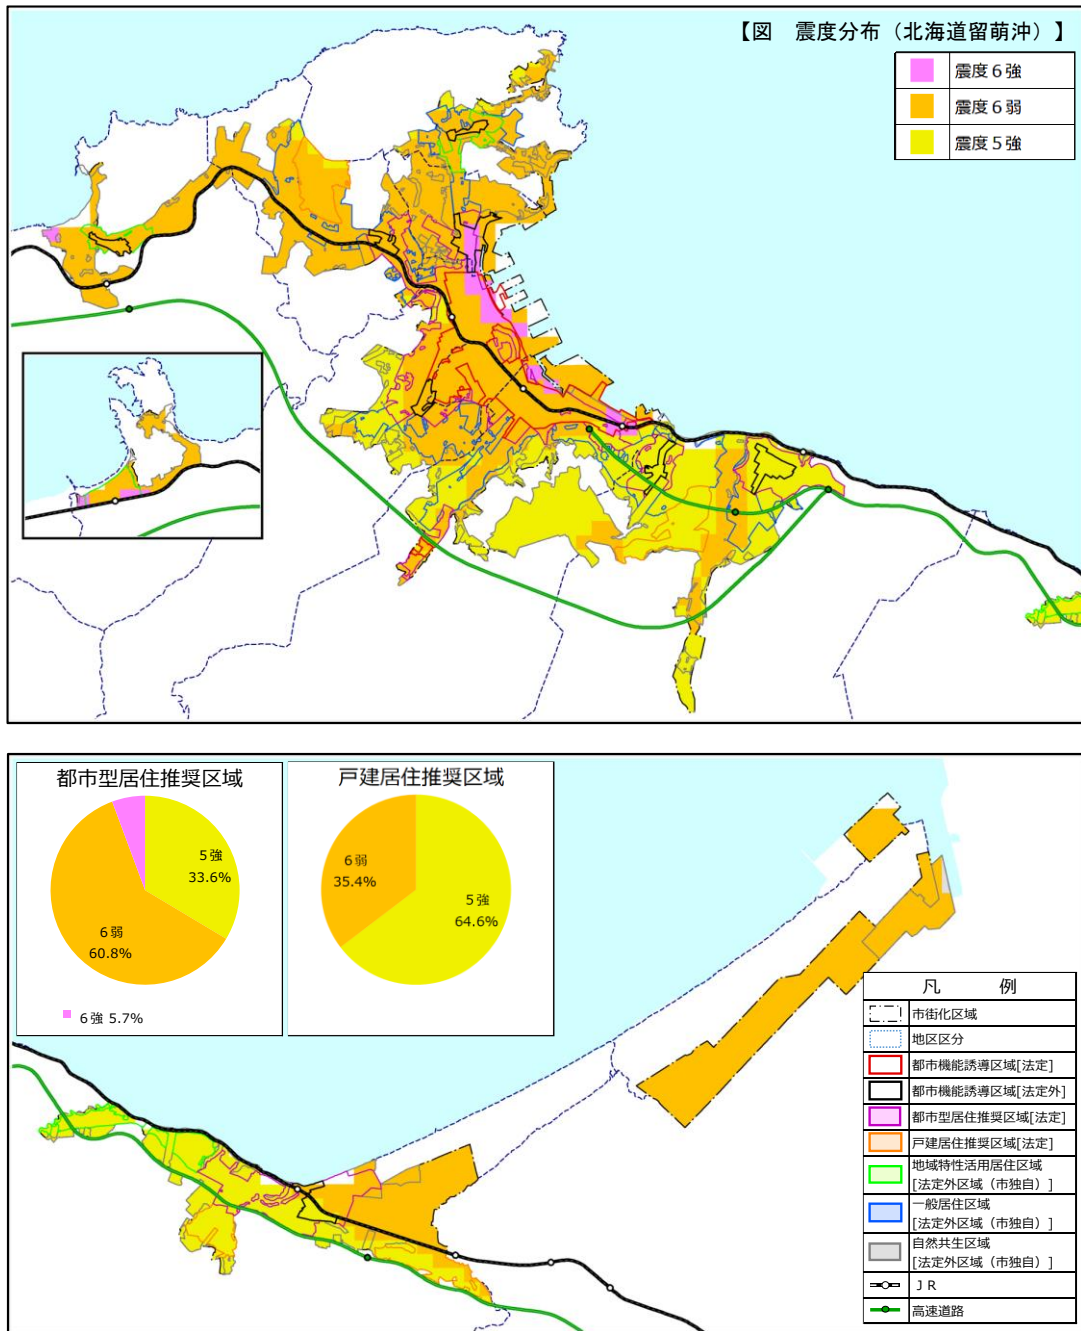 【図　震度分布（北海道留萌沖）】
震度６強
震度６弱
震度５強
都市型居住推奨区域
5強
33.6%
6弱
60.8%
6強 5.7%
戸建居住推奨区域
6弱
35.4%
5強
64.6%
凡　例
市街化区域
地区区分
都市機能誘導区域[法定]
都市機能誘導区域[法定外]
都市型居住推奨区域[法定]
戸建居住推奨区域[法定]
地域特性活用居住区域
[法定外区域（市独自）]
一般居住区域
[法定外区域（市独自）]
自然共生区域
[法定外区域（市独自）]
ＪＲ
高速道路